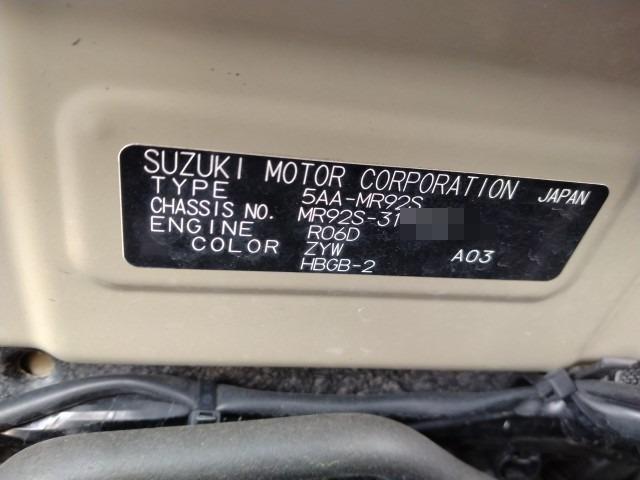 SUZUKI MOTOR CORPORATION JAPAN
TYPE 5AA-MR92S
CHASSIS NO. MR92S-31
ENGINE R06D
COLOR ZYW A03
HBGB-2